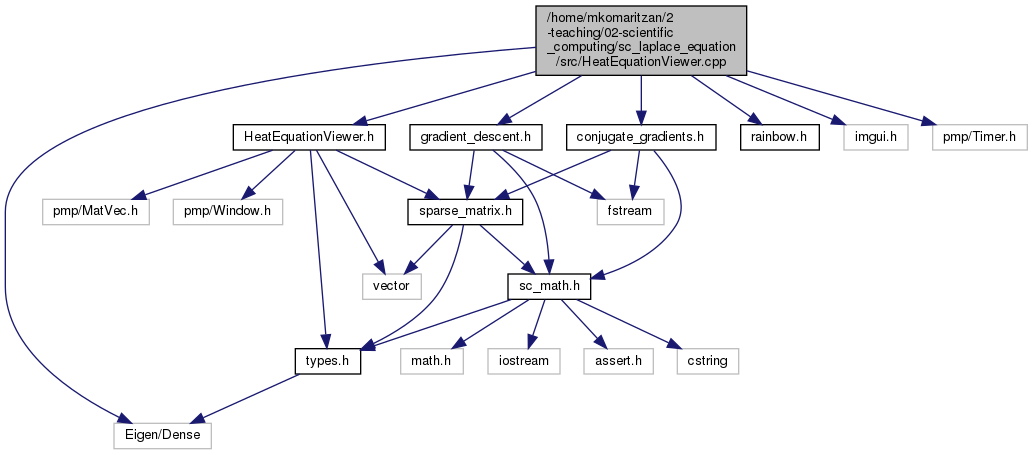 /home/mkomaritzan/2
-teaching/02-scientific
_computing/sc_laplace_equation
/src/HeatEquationViewer.cpp
HeatEquationViewer.h
gradient_descent.h
conjugate_gradients.h
rainbow.h
imgui.h
pmp/Timer.h
pmp/MatVec.h
pmp/Window.h
sparse_matrix.h
fstream
vector
sc_math.h
types.h
math.h
iostream
assert.h
cstring
Eigen/Dense